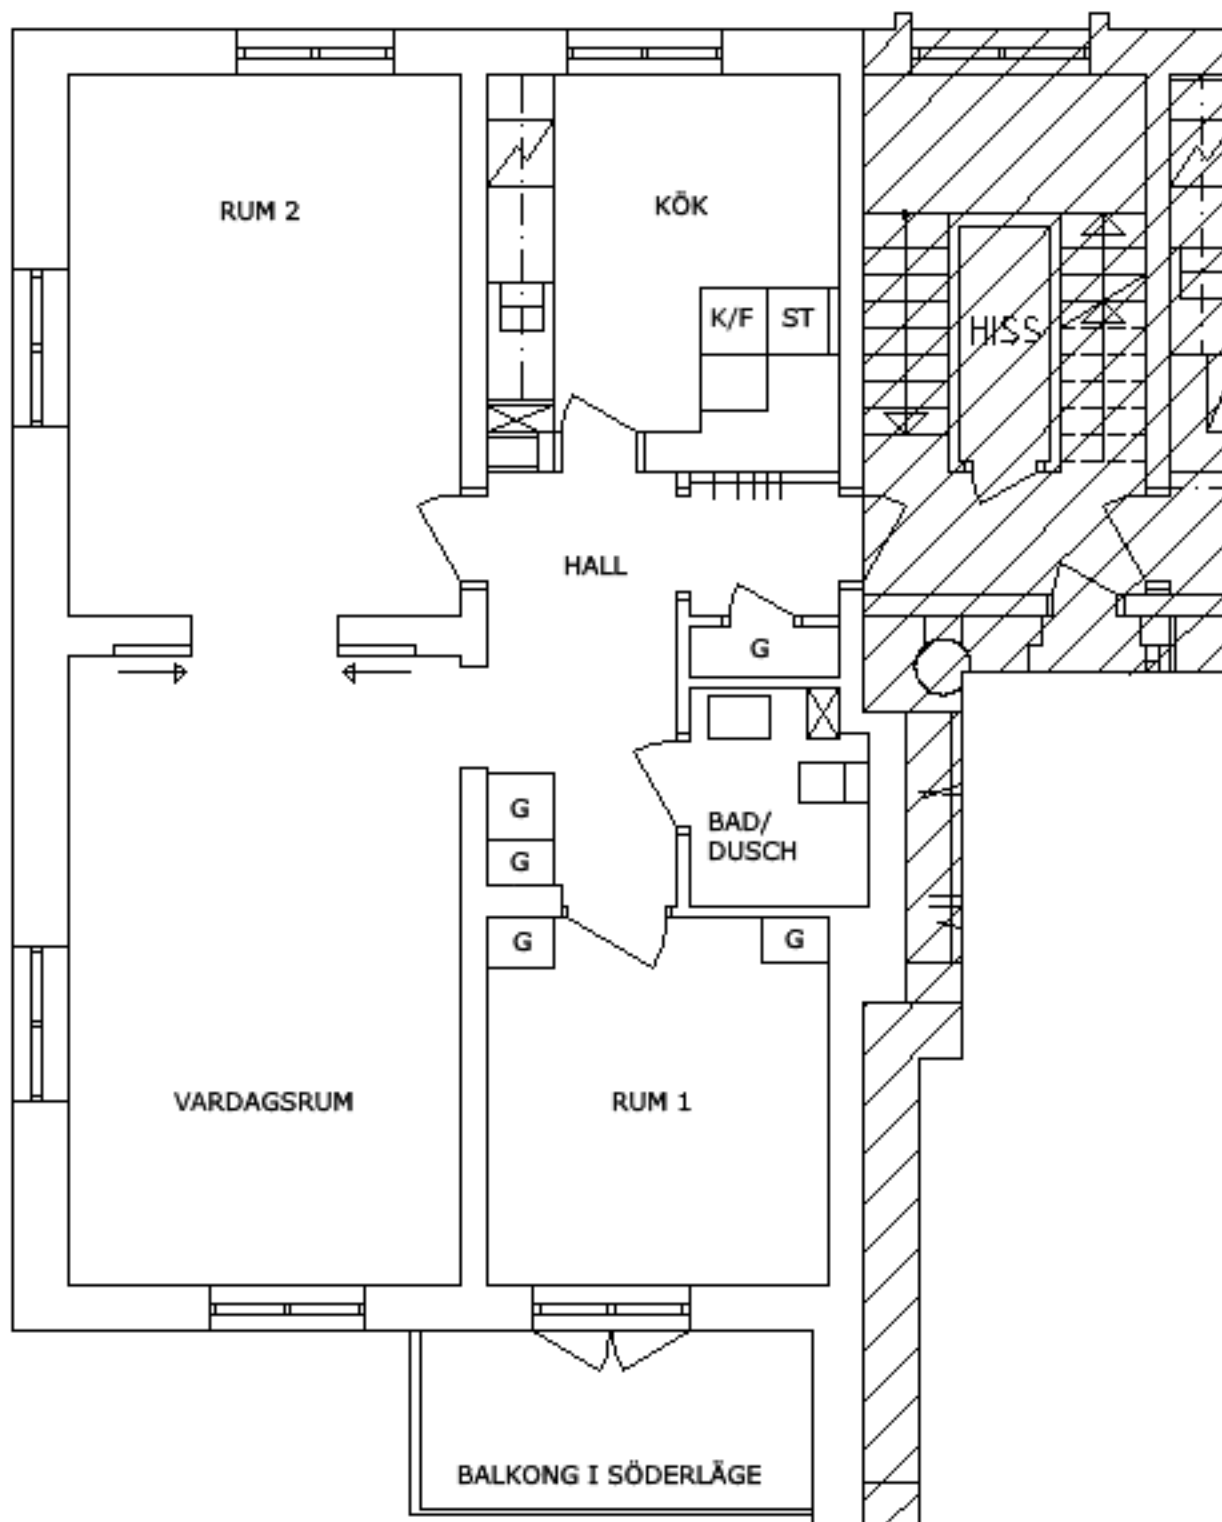 RUM 2
KÖK
K/F
ST
HISS
HALL
G
G
BAD/
DUSCH
G
G
G
VARDAGSRUM
RUM 1
BALKONG I SÖDERLÄGE